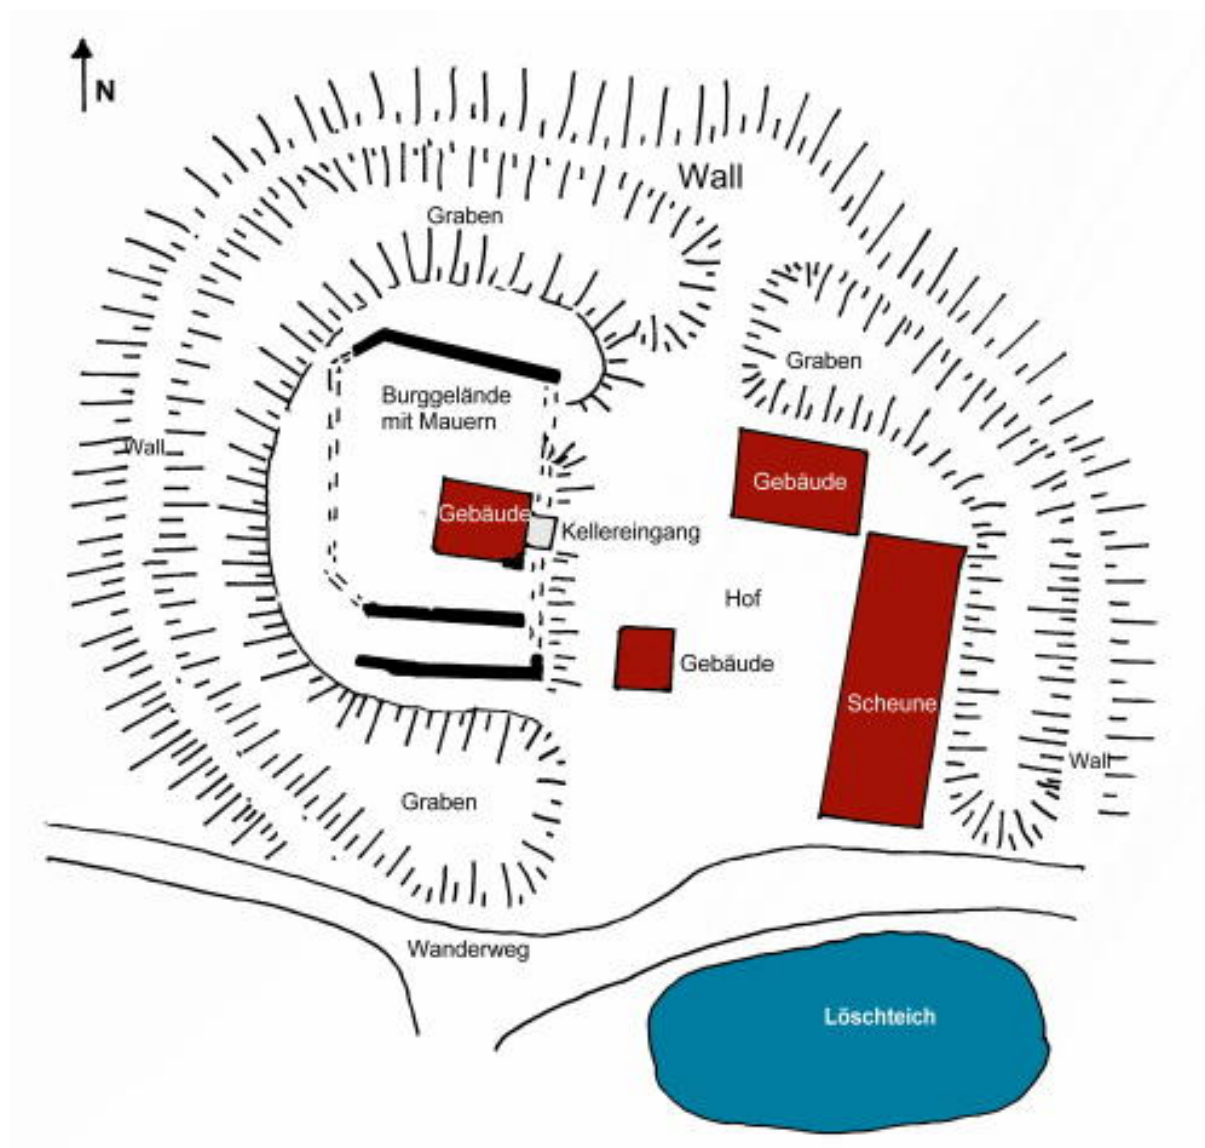 N
Wall
Graben
Graben
Burggelände
mit Mauern
Wall
Gebäude
Gebäude
Kellereingang
Hof
Gebäude
Scheune
Wall
Graben
Wanderweg
Löschteich